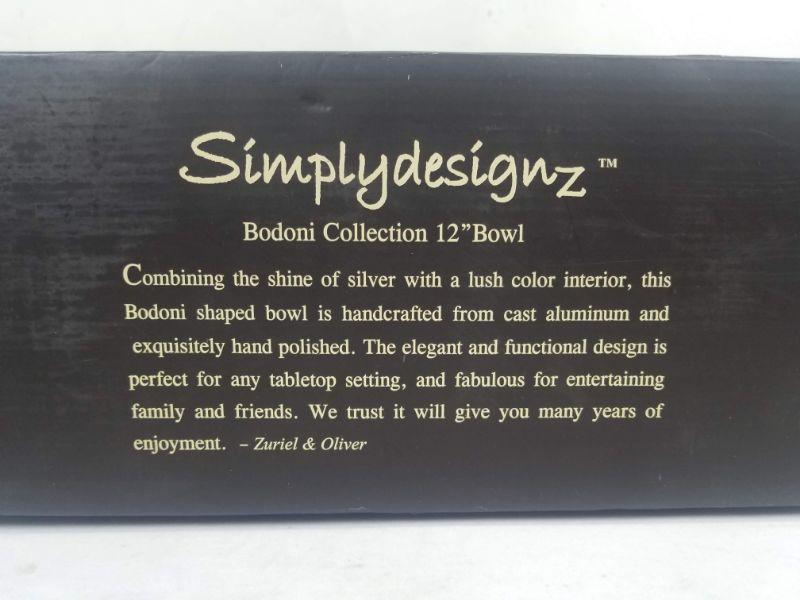 Simplydesignz™
Bodoni Collection 12”Bowl
Combining the shine of silver with a lush color interior, this
Bodoni shaped bowl is handcrafted from cast aluminum and
exquisitely hand polished. The elegant and functional design is
perfect for any tabletop setting, and fabulous for entertaining
family and friends. We trust it will give you many years of
enjoyment. – Zuriel & Oliver